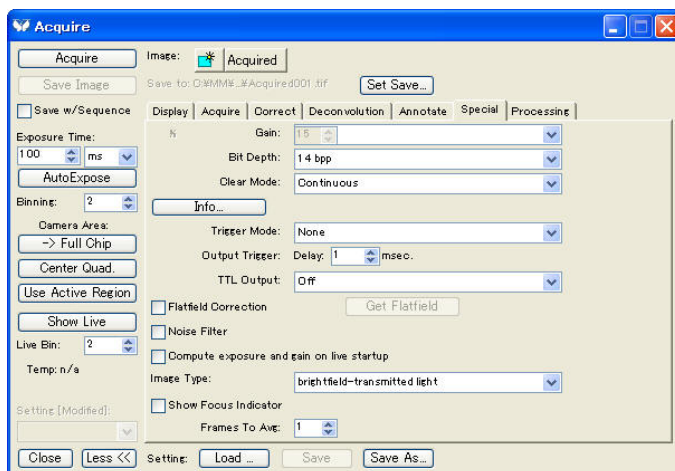 Acquire
Acquire
Image: Acquired
Save Image
Save to: C:¥MM¥...¥Acquired001.tif
Set Save...
Save w/Sequence
Display Acquire Correct Deconvolution Annotate Special Processing
Exposure Time:
100 ms
AutoExpose
Binning: 2
Camera Area:
-> Full Chip
Center Quad.
Use Active Region
Show Live
Live Bin: 2
Temp: n/a
Setting [Modified]:
Close Less <<
% Gain: 15
Bit Depth: 14 bpp
Clear Mode: Continuous
Info...
Trigger Mode: None
Output Trigger: Delay: 1 msec.
TTL Output: Off
Flatfield Correction Get Flatfield
Noise Filter
Compute exposure and gain on live startup
Image Type: brightfield-transmitted light
Show Focus Indicator
Frames To Avg: 1
Setting: Load ... Save Save As...